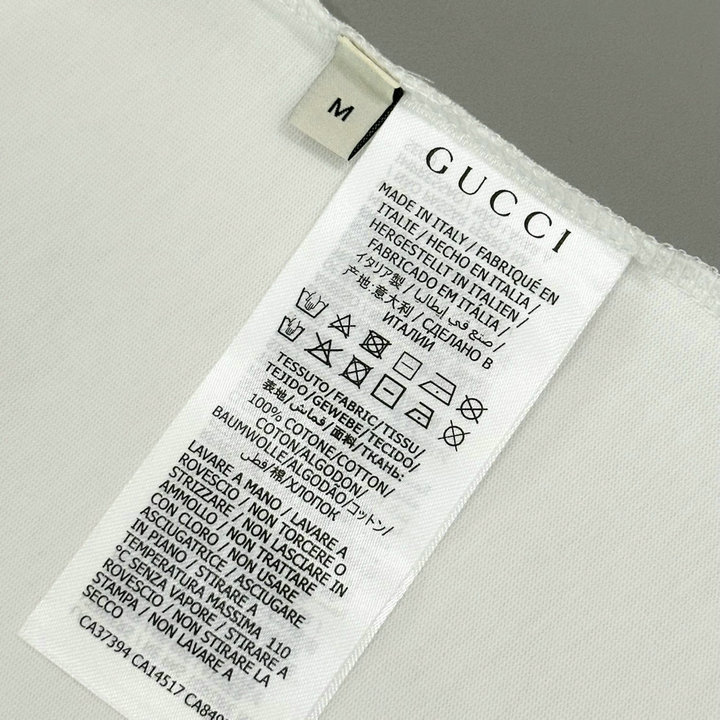 M
GUCCI
MADE IN ITALY / FABRIQUÉ EN
ITALIE / HECHO EN ITALIA /
HERGESTELLT IN ITALIEN /
FABRICADO EM ITÁLIA /
イタリア製 / صنع في إيطاليا /
产地:意大利 / СДЕЛАНО В
ИТАЛИИ
TESSUTO/FABRIC/TISSU/
TEJIDO/GEWEBE/TECIDO/
表地/قماش/面料/ТКАНЬ:
100% COTONE/COTTON/
COTON/ALGODON/
BAUMWOLLE/ALGODÃO/コットン/
قطن/棉/ХЛОПОК
LAVARE A MANO / LAVARE A
ROVESCIO / NON TORCERE O
STRIZZARE / NON LASCIARE IN
AMMOLLO / NON TRATTARE
CON CLORO / NON USARE
ASCIUGATRICE / ASCIUGARE
IN PIANO / STIRARE A
TEMPERATURA MASSIMA 110
°C SENZA VAPORE / STIRARE A
ROVESCIO / NON STIRARE LA
STAMPA / NON LAVARE A
SECCO
CA37394 CA14517